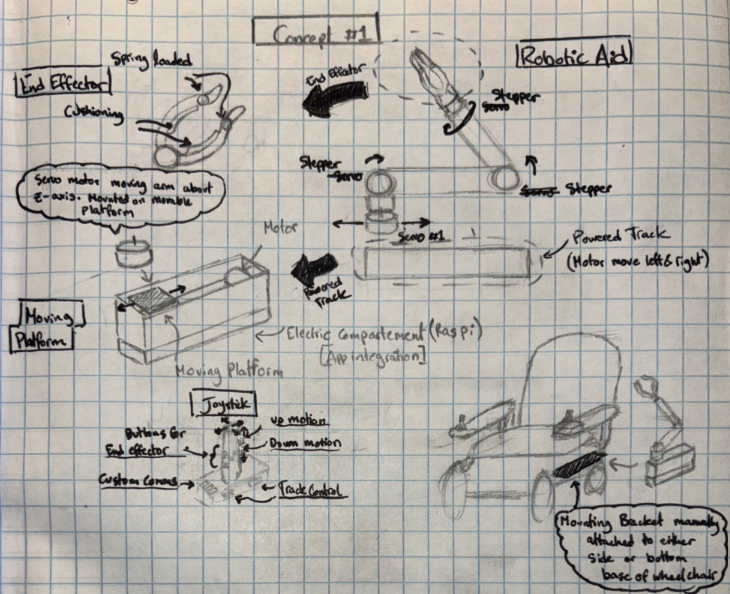 Concept #1
Robotic Aid
End Effector
Spring loaded
Cushioning
End Effector
Stepper
Servo
Stepper
Servo
Servo Stepper
Servo motor moving arm about
Z-axis. Mounted on movable
platform
Servo #1
Motor
Powered Track
(Motor move left & right)
Powered
Track
Moving
Platform
Electric Compartement (Ras pi)
[App integration]
Moving Platform
Joystick
Buttons for
End effector
up motion
Down motion
Custom Comms
Track Control
Mounting Bracket manually
attached to either
side or bottom
base of wheelchair